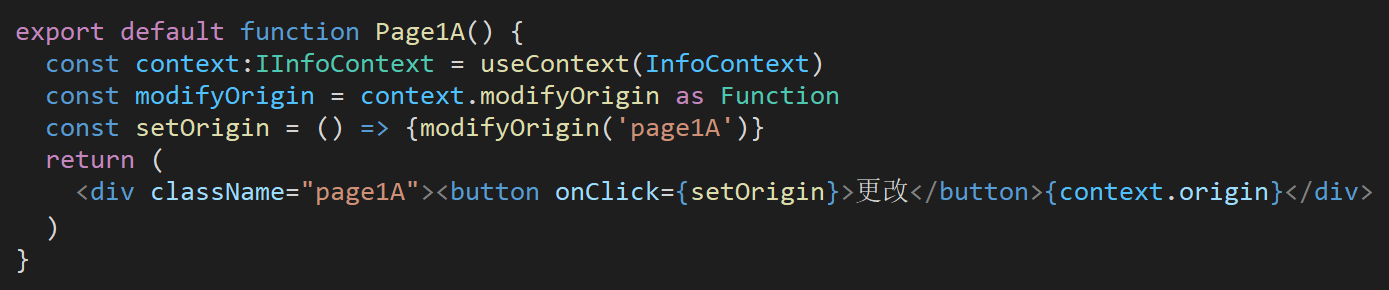 export default function Page1A() {
  const context:IInfoContext = useContext(InfoContext)
  const modifyOrigin = context.modifyOrigin as Function
  const setOrigin = () => {modifyOrigin('page1A')}
  return (
    <div className="page1A"><button onClick={setOrigin}>更改</button>{context.origin}</div>
  )
}